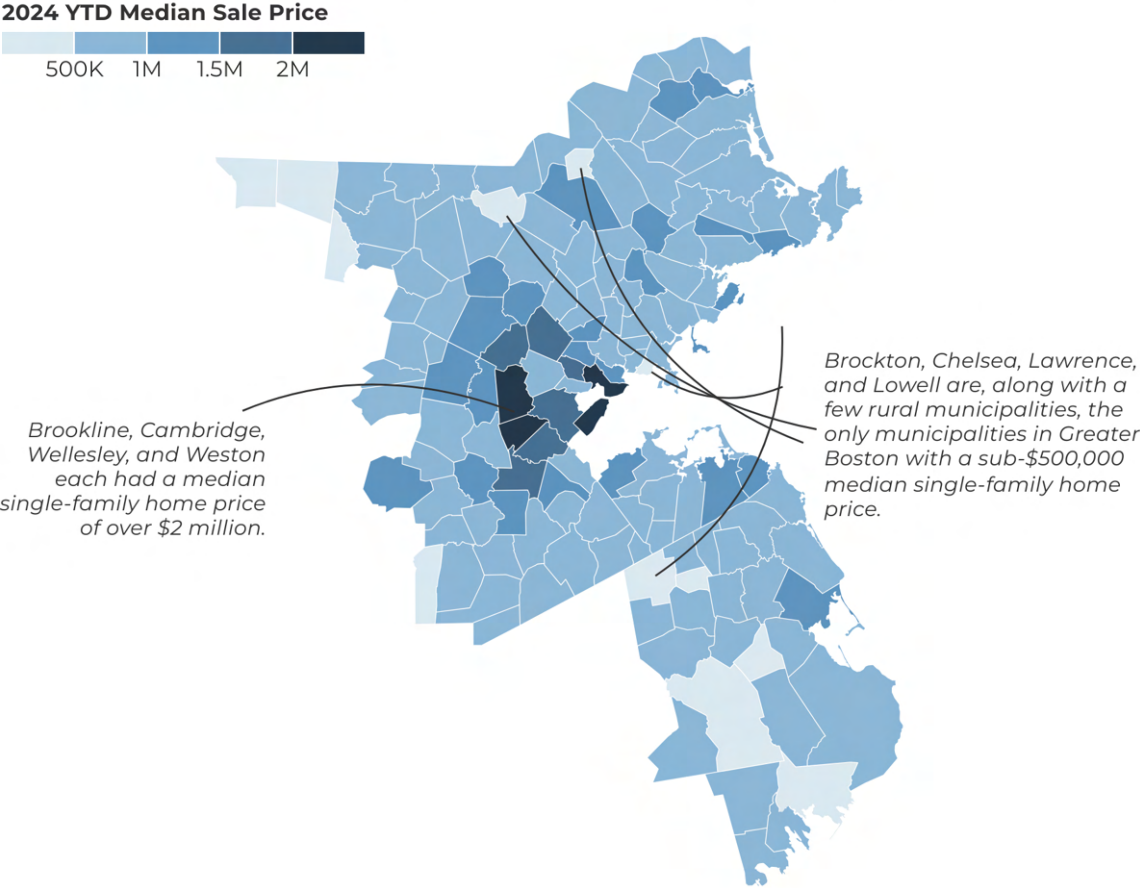 2024 YTD Median Sale Price
500K 1M 1.5M 2M
Brockton, Chelsea, Lawrence,
and Lowell are, along with a
few rural municipalities, the
only municipalities in Greater
Boston with a sub-$500,000
median single-family home
price.
Brookline, Cambridge,
Wellesley, and Weston
each had a median
single-family home price
of over $2 million.